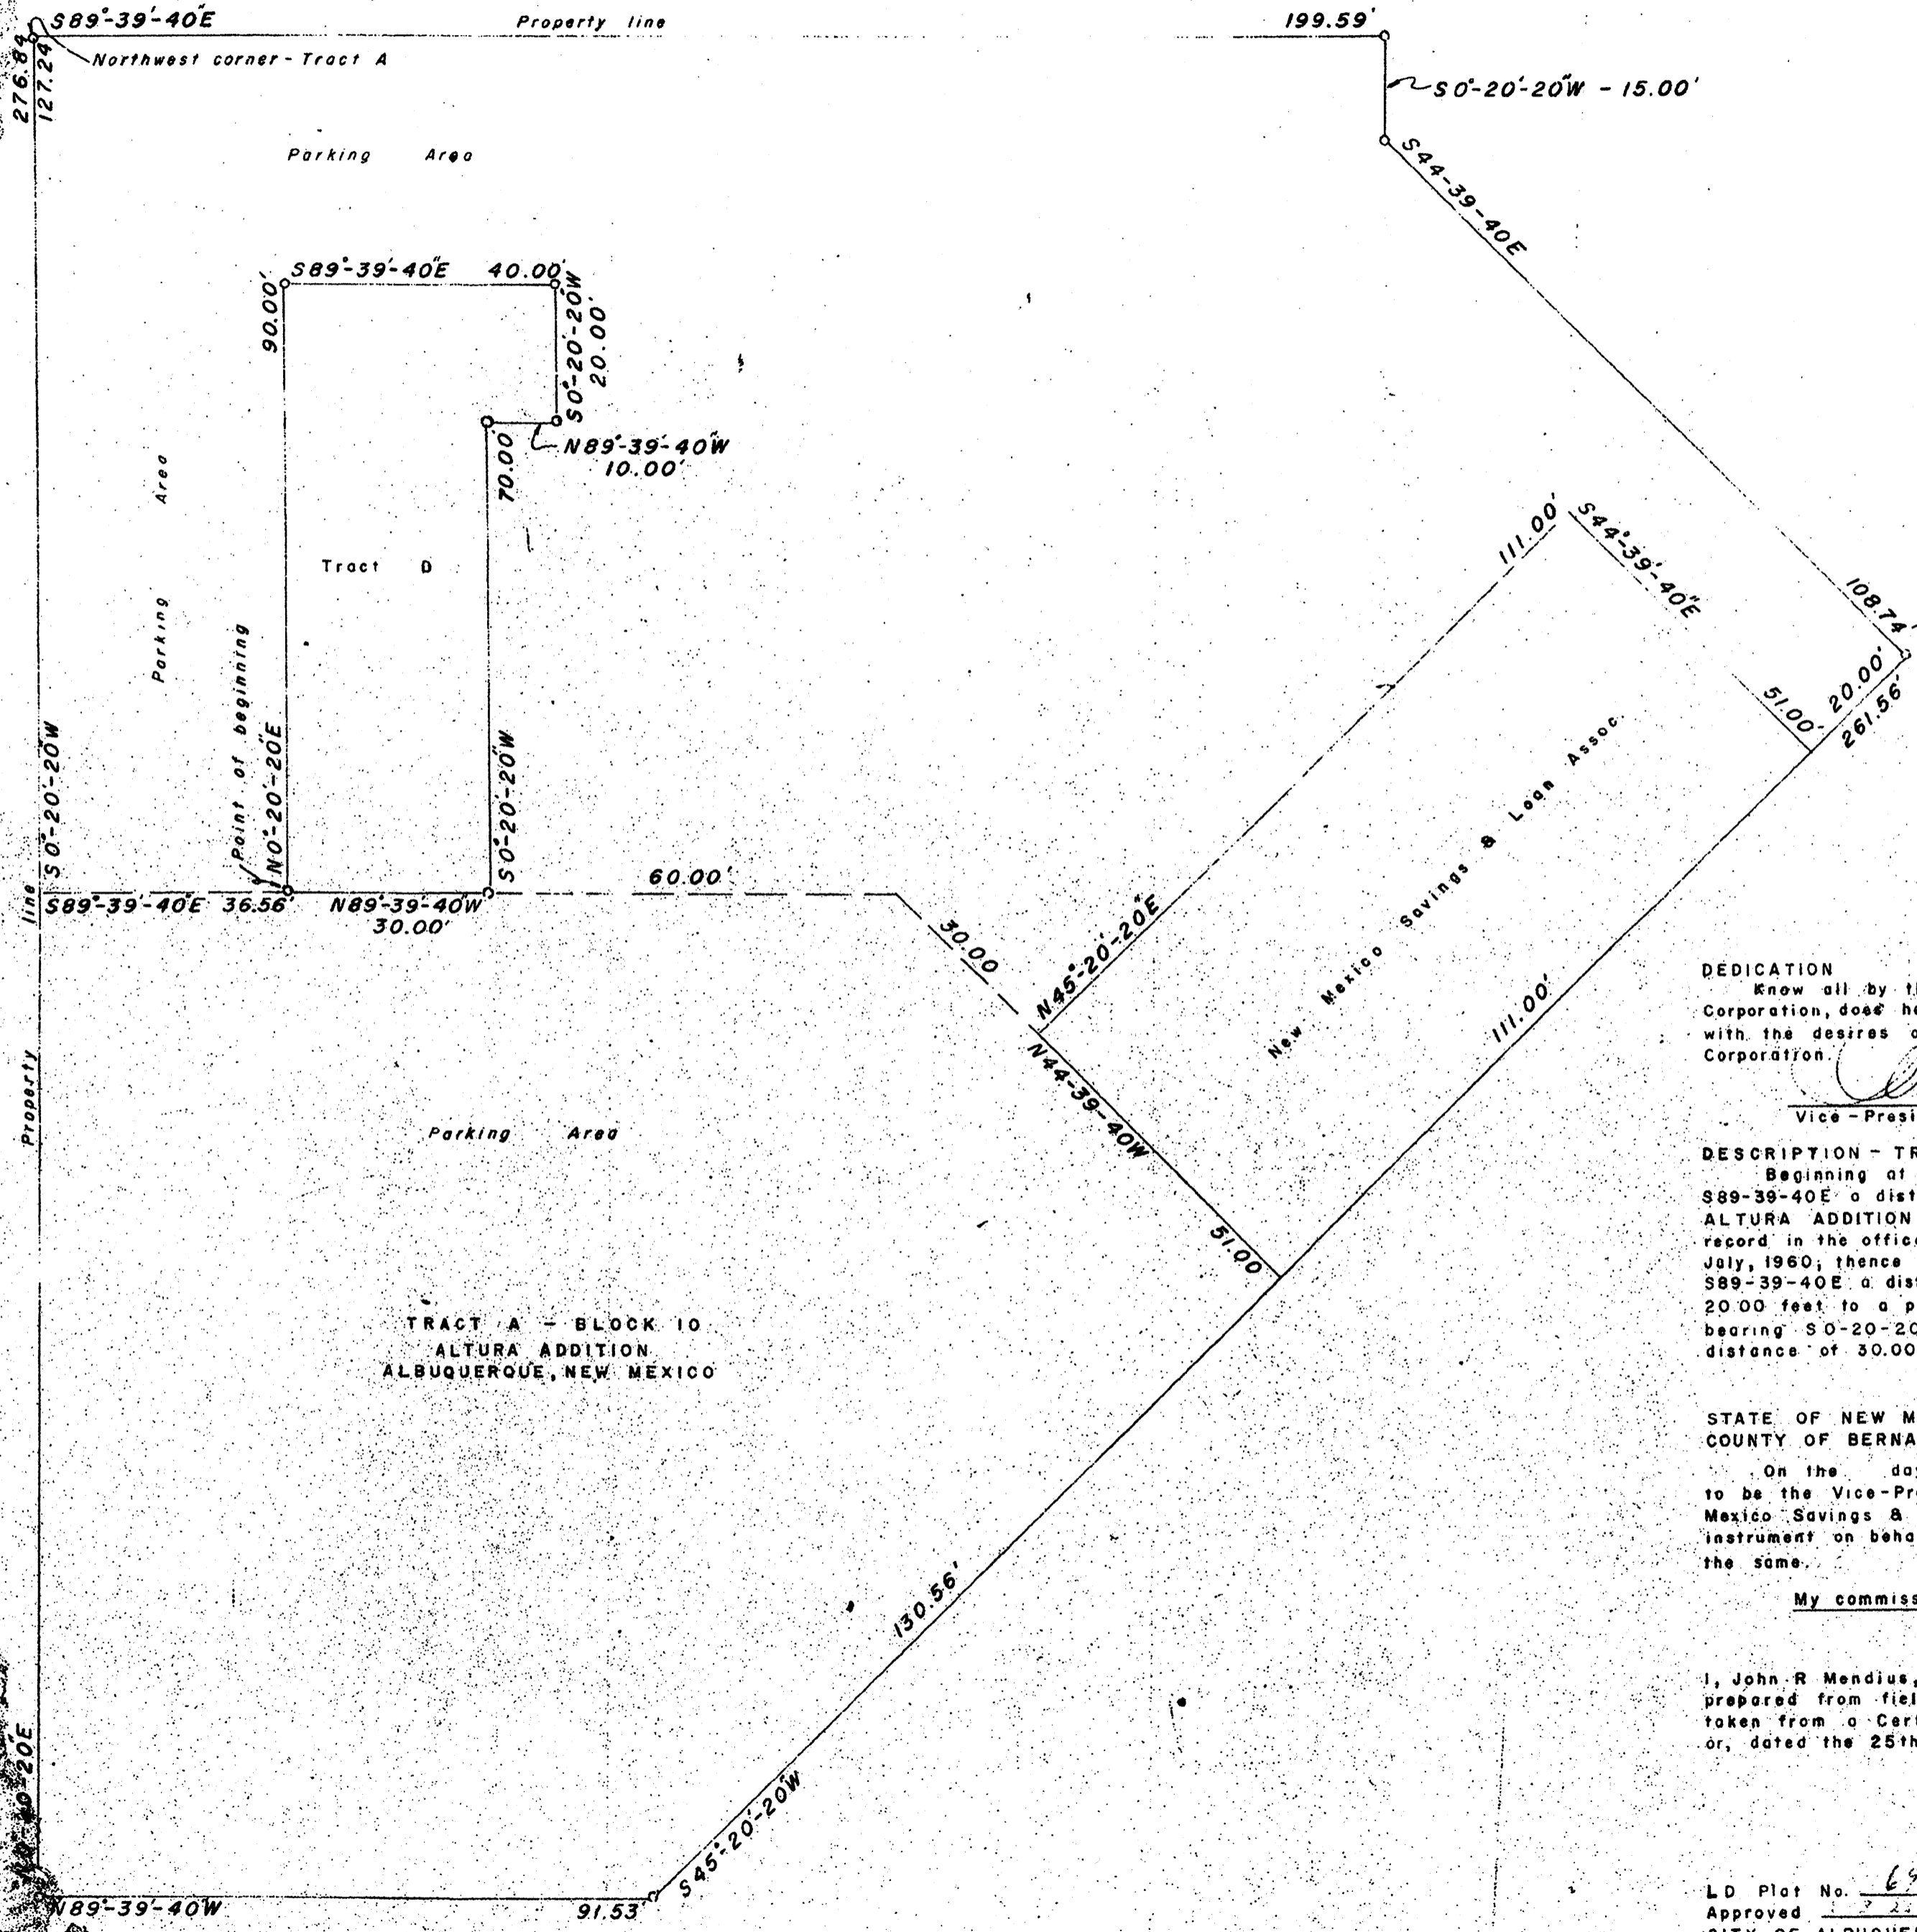 S89°-39'-40"E Property line 199.59'
Northwest corner - Tract A
276.84
127.24
S0°-20'-20"W - 15.00'
Parking Area
S44-39-40E
S89°-39'-40"E 40.00'
90.00'
S0°-20'-20"W
20.00'
N89°-39'-40"W
10.00'
70.00'
Parking Area
Tract D
111.00'
S44°-39'-40"E
108.74'
20.00'
261.56'
51.00'
Point of beginning
N0°-20'-20"E
S0°-20'-20"W
S0°-20'-20"W
New Mexico Savings & Loan Assoc.
S89°-39'-40"E 36.56' N89°-39'-40W
30.00'
60.00'
30.00
N45°-20'-20"E
N44-39-40W
51.00
111.00'
Property line
Parking Area
TRACT A - BLOCK 10
ALTURA ADDITION
ALBUQUERQUE, NEW MEXICO
130.56'
S45°-20'-20"W
N89°-39'-40"W 91.53'
DEDICATION
Know all by
Corporation, does
with the desires
Corporation.
Vice-Presi
DESCRIPTION - TR
Beginning at
S89-39-40E a dist
ALTURA ADDITION
record in the offic
July, 1960; thence
S89-39-40E a dis
20.00 feet to a p
bearing S0-20-20
distance of 30.00
STATE OF NEW M
COUNTY OF BERNA
On the da
to be the Vice-Pr
Mexico Savings &
instrument on beha
the same.
My commiss
I, John R Mendius,
prepared from fiel
taken from a Cert
or, dated the 25th
LD Plat No.
Approved